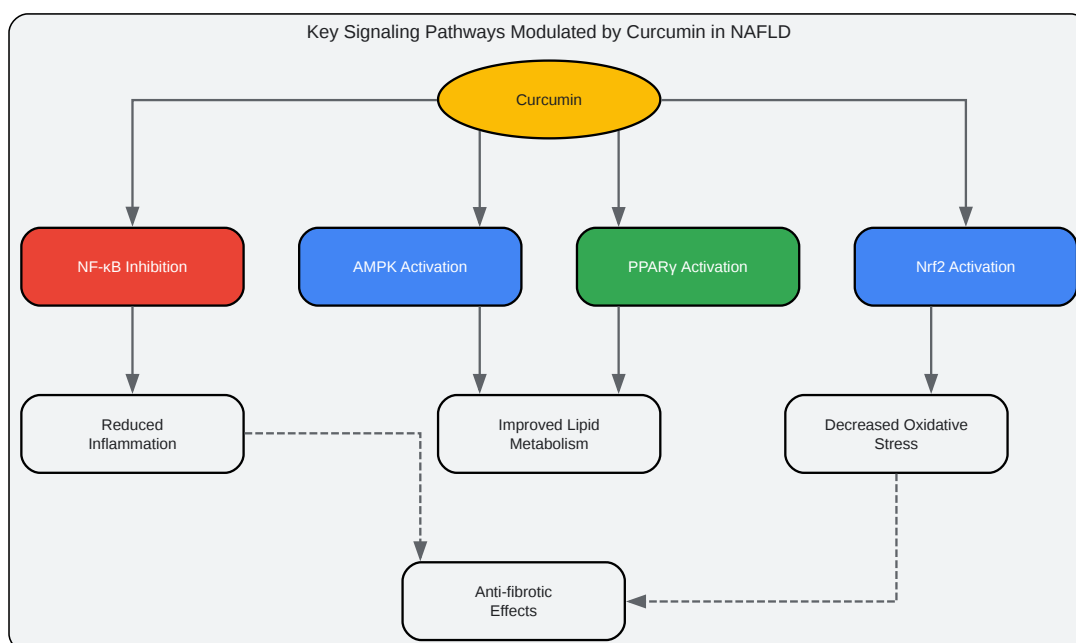 Key Signaling Pathways Modulated by Curcumin in NAFLD
Curcumin
NF-κB Inhibition
AMPK Activation
PPARγ Activation
Nrf2 Activation
Reduced
Inflammation
Improved Lipid
Metabolism
Decreased Oxidative
Stress
Anti-fibrotic
Effects